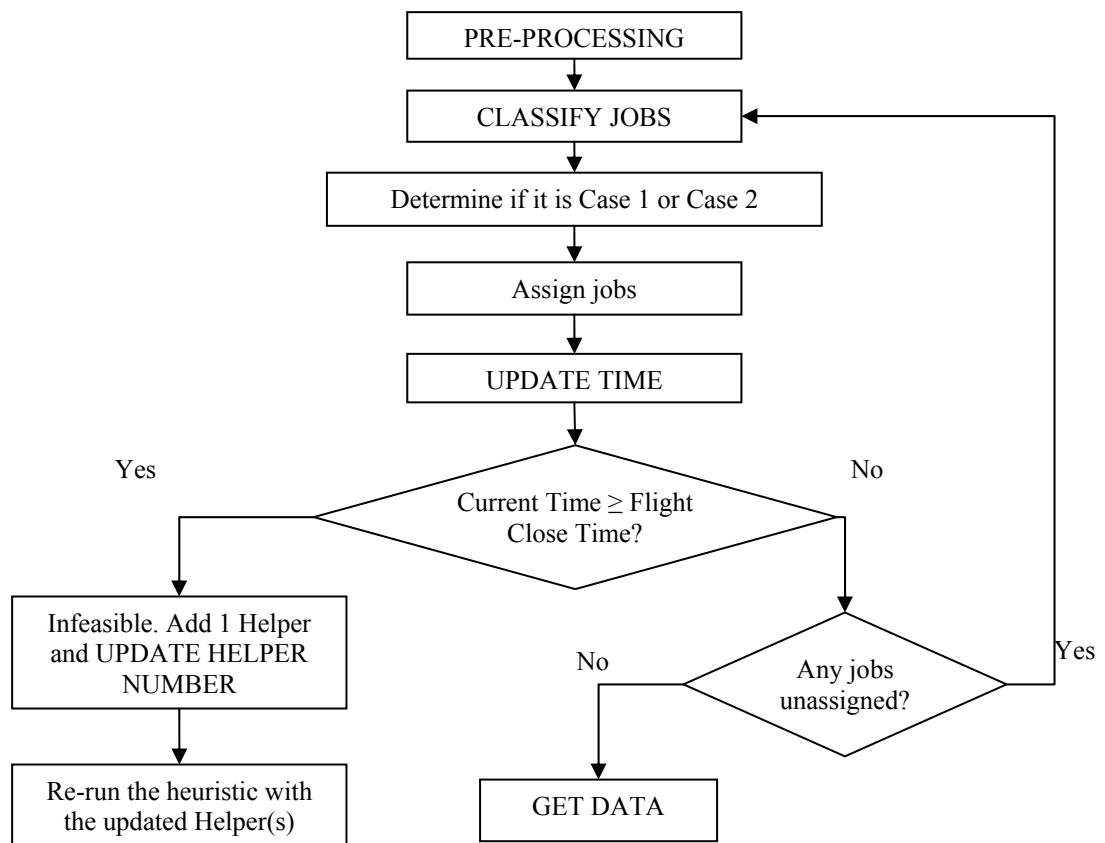 PRE-PROCESSING
CLASSIFY JOBS
Determine if it is Case 1 or Case 2
Assign jobs
UPDATE TIME
Yes
No
Current Time ≥ Flight
Close Time?
Infeasible. Add 1 Helper
and UPDATE HELPER
NUMBER
No
Yes
Any jobs
unassigned?
Re-run the heuristic with
the updated Helper(s)
GET DATA